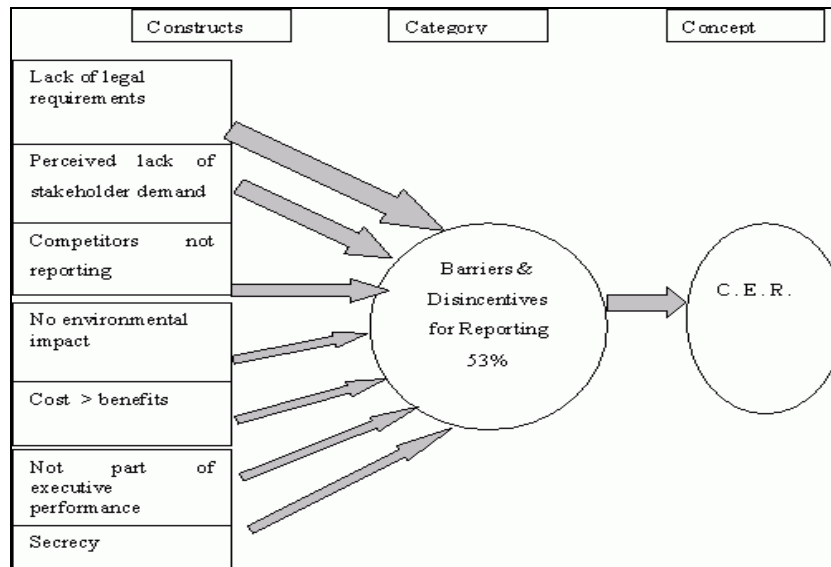 Constructs
Category
Concept
Lack of legal
requirements
Perceived lack of
stakeholder demand
Competitors not
reporting
No environmental
impact
Cost > benefits
Not part of
executive
performance
Secrecy
Barriers &
Disincentives
for Reporting
53%
C.E.R.